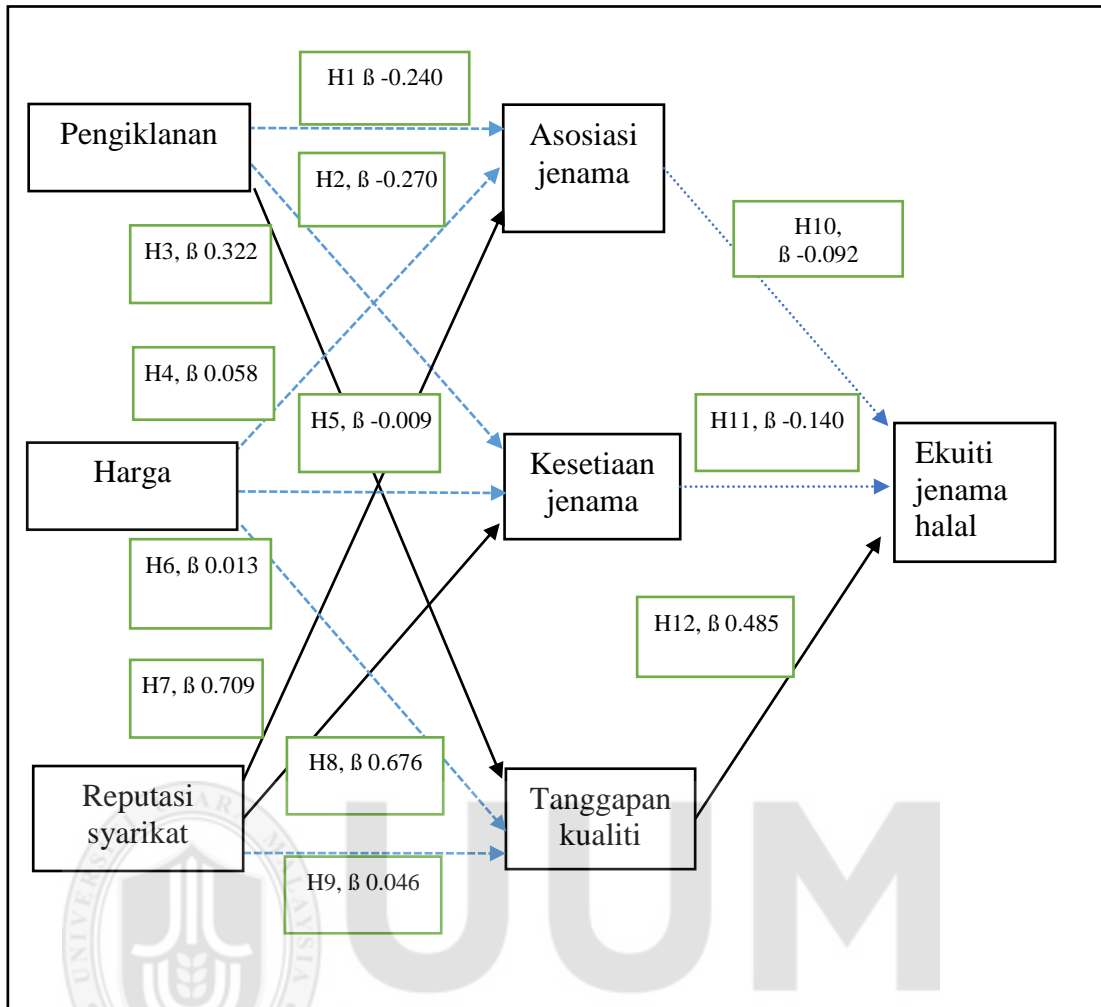 H1 ß -0.240
Pengiklanan
Asosiasi
jenama
H2, ß -0.270
H10,
ß -0.092
H3, ß 0.322
H4, ß 0.058
H5, ß -0.009
H11, ß -0.140
Harga
Kesetiaan
jenama
Ekuiti
jenama
halal
H6, ß 0.013
H12, ß 0.485
H7, ß 0.709
H8, ß 0.676
Reputasi
syarikat
Tanggapan
kualiti
H9, ß 0.046
UUM